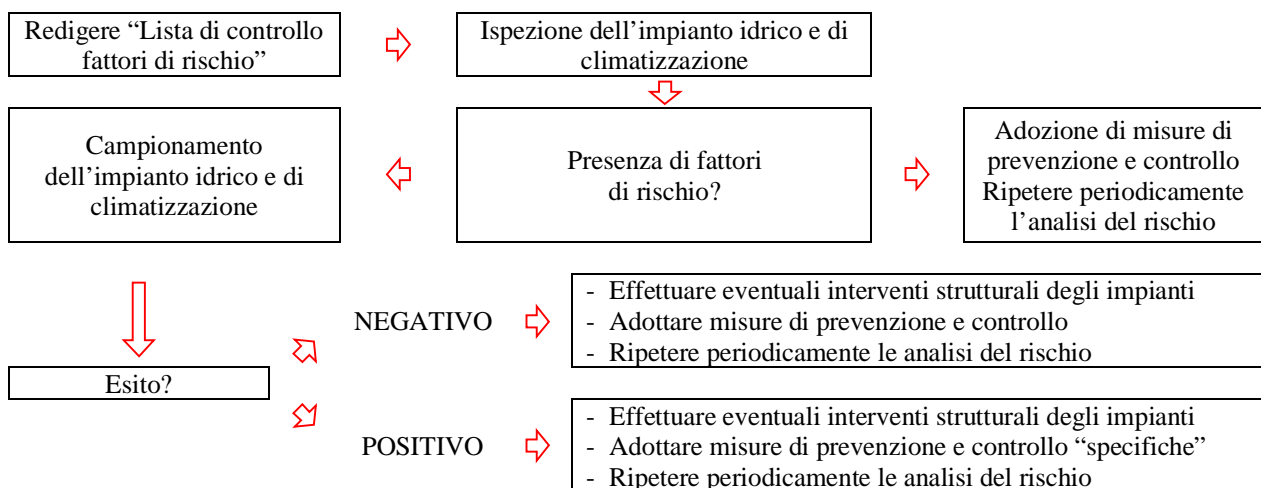 Redigere “Lista di controllo
fattori di rischio”
Ispezione dell’impianto idrico e di
climatizzazione
Campionamento
dell’impianto idrico e di
climatizzazione
Presenza di fattori
di rischio?
Adozione di misure di
prevenzione e controllo
Ripetere periodicamente
l’analisi del rischio
NEGATIVO
- Effettuare eventuali interventi strutturali degli impianti
- Adottare misure di prevenzione e controllo
- Ripetere periodicamente le analisi del rischio
Esito?
POSITIVO
- Effettuare eventuali interventi strutturali degli impianti
- Adottare misure di prevenzione e controllo “specifiche”
- Ripetere periodicamente le analisi del rischio